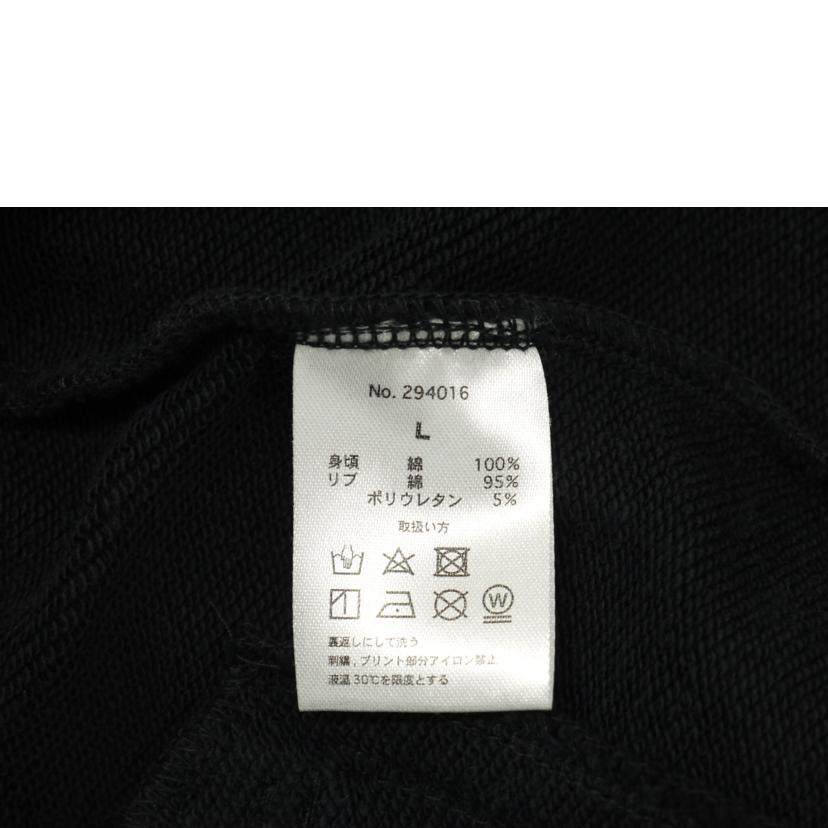 No. 294016
L
身頃 綿 100%
リブ 綿 95%
ポリウレタン 5%
取扱い方
W
裏返しにして洗う
刺繍,プリント部分アイロン禁止
液温30℃を限度とする